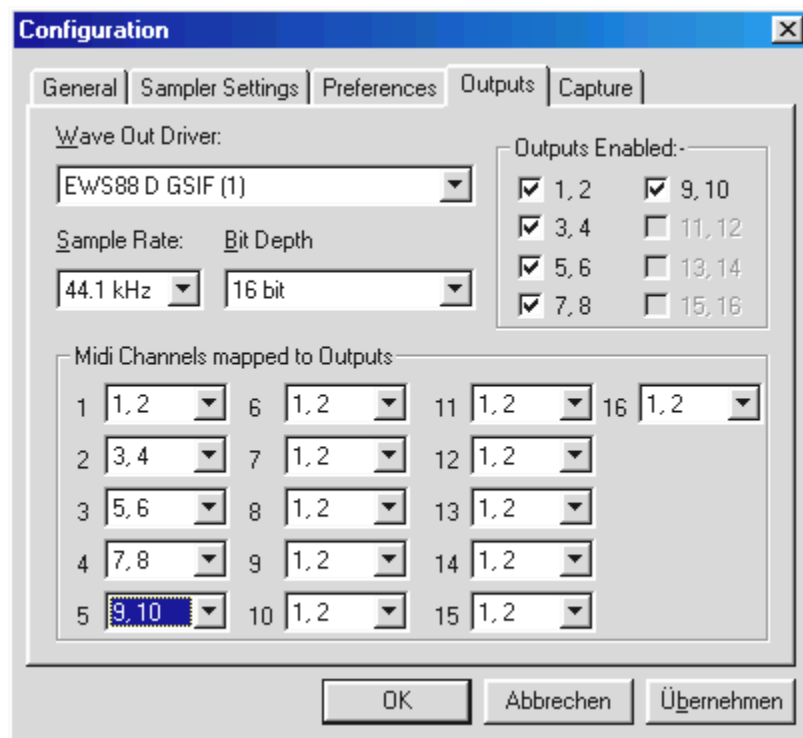 Configuration
General Sampler Settings Preferences Outputs Capture
Wave Out Driver:
EWS88 D GSIF (1)
Sample Rate: Bit Depth
44.1 kHz 16 bit
Outputs Enabled:-
1, 2 9, 10
3, 4 11, 12
5, 6 13, 14
7, 8 15, 16
Midi Channels mapped to Outputs
1 1, 2 6 1, 2 11 1, 2 16 1, 2
2 3, 4 7 1, 2 12 1, 2
3 5, 6 8 1, 2 13 1, 2
4 7, 8 9 1, 2 14 1, 2
5 9, 10 10 1, 2 15 1, 2
OK Abbrechen Übernehmen